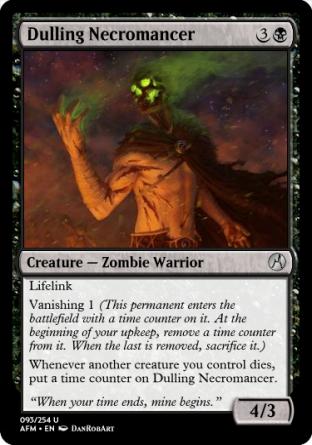 Dulling Necromancer 3
Creature — Zombie Warrior
Lifelink
Vanishing 1 (This permanent enters the
battlefield with a time counter on it. At the
beginning of your upkeep, remove a time counter
from it. When the last is removed, sacrifice it.)
Whenever another creature you control dies,
put a time counter on Dulling Necromancer.
“When your time ends, mine begins.”
4/3
093/254 U
AFM • EN DanRobArt